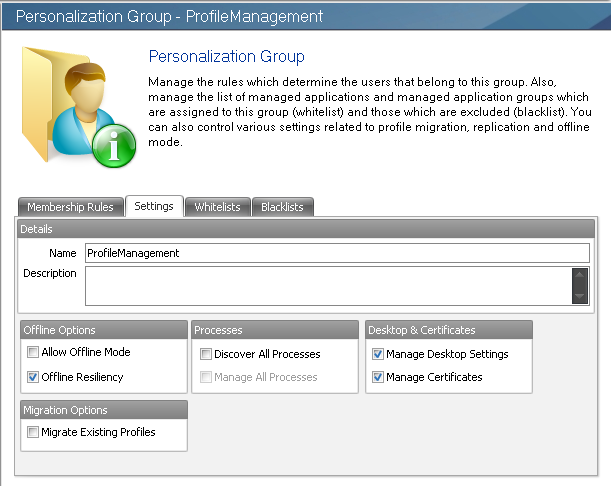 Personalization Group - ProfileManagement
Personalization Group
Manage the rules which determine the users that belong to this group. Also,
manage the list of managed applications and managed application groups which
are assigned to this group (whitelist) and those which are excluded (blacklist). You
can also control various settings related to profile migration, replication and offline
mode.
Membership Rules Settings Whitelists Blacklists
Details
Name ProfileManagement
Description
Offline Options Processes Desktop & Certificates
Allow Offline Mode Discover All Processes Manage Desktop Settings
Offline Resiliency Manage All Processes Manage Certificates
Migration Options
Migrate Existing Profiles